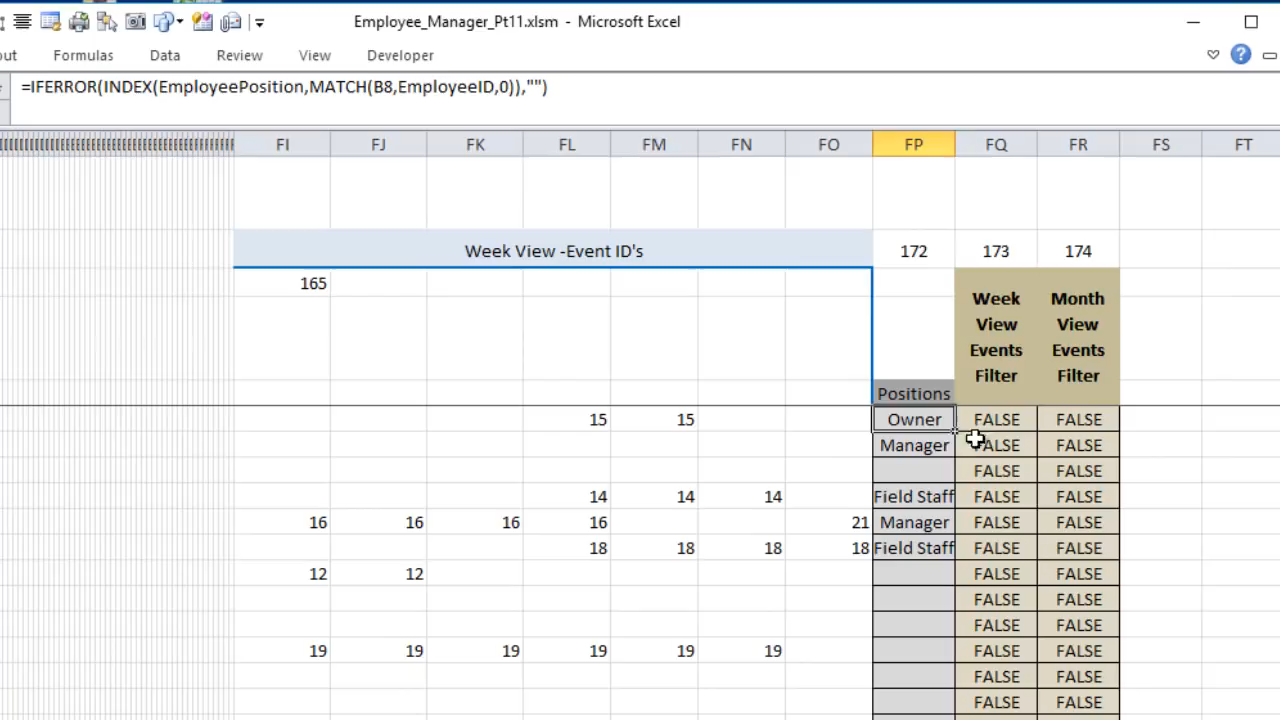 Employee_Manager_Pt11.xlsm - Microsoft Excel
out Formulas Data Review View Developer
=IFERROR(INDEX(EmployeePosition,MATCH(B8,EmployeeID,0)),"")
FI FJ FK FL FM FN FO FP FQ FR FS FT
Week View -Event ID's 172 173 174
165
Week View Events Filter
Month View Events Filter
Positions
15 15 Owner FALSE FALSE
Manager FALSE FALSE
FALSE FALSE
14 14 14 Field Staff FALSE FALSE
16 16 16 16 21 Manager FALSE FALSE
18 18 18 18 Field Staff FALSE FALSE
12 12 FALSE FALSE
FALSE FALSE
FALSE FALSE
19 19 19 19 19 19 FALSE FALSE
FALSE FALSE
FALSE FALSE